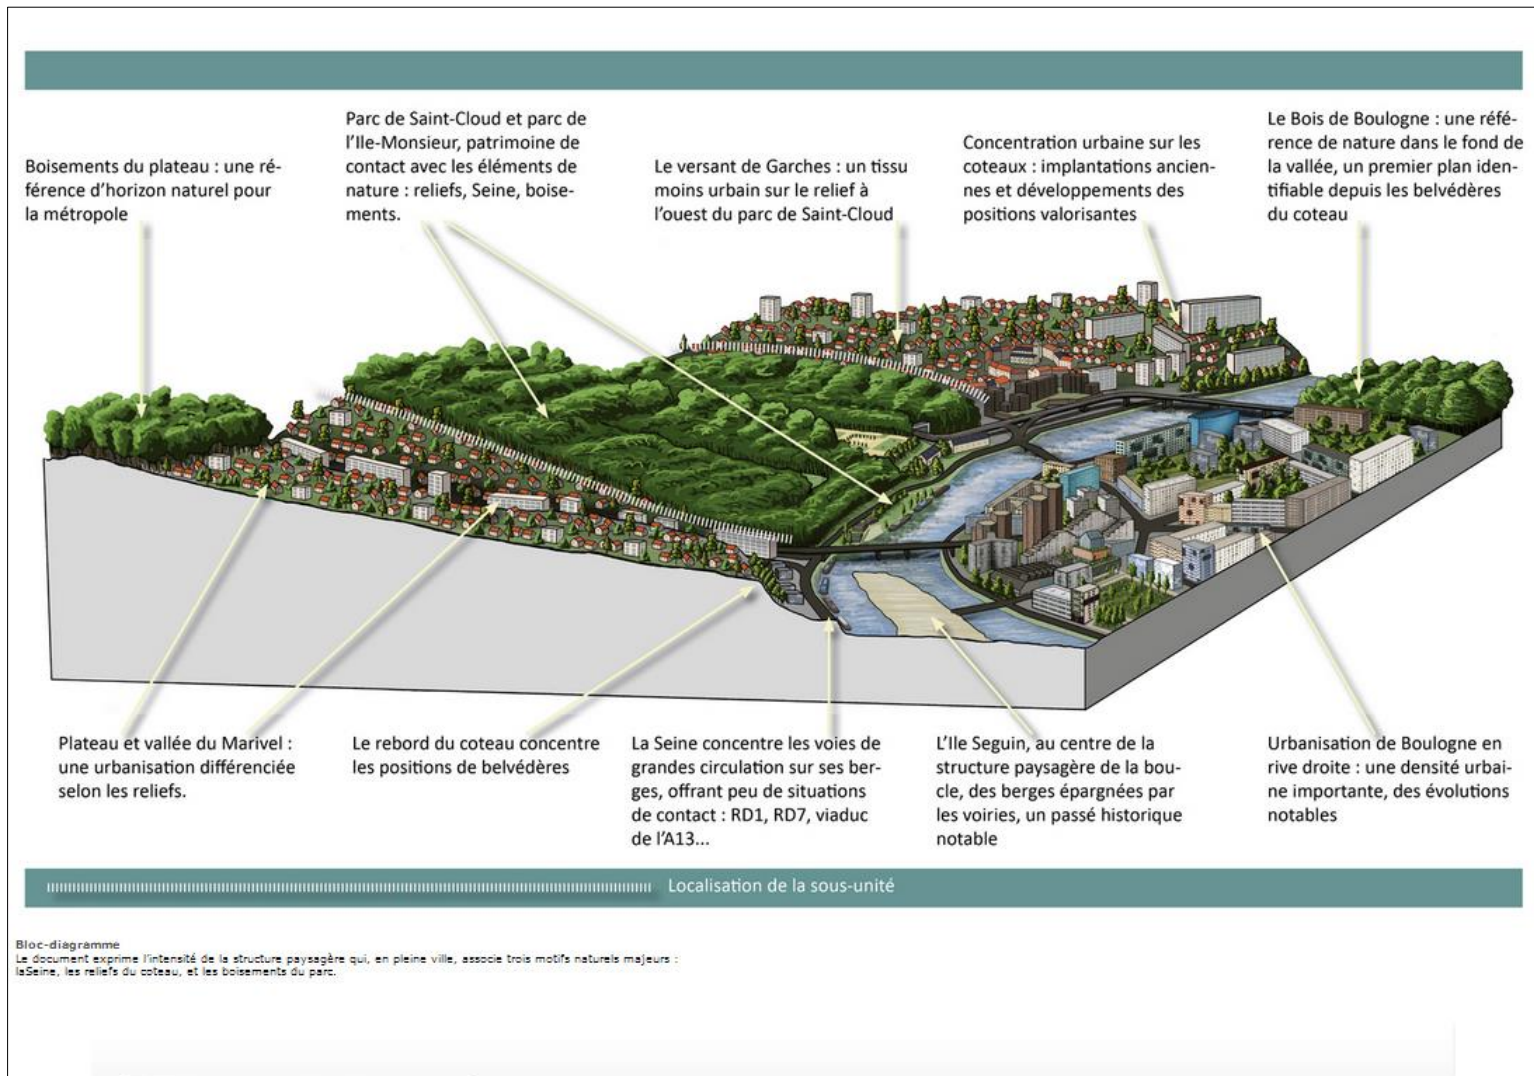 Boisements du plateau : une ré-
férence d'horizon naturel pour
la métropole
Parc de Saint-Cloud et parc de
l'Ile-Monsieur, patrimoine de
contact avec les éléments de
nature : reliefs, Seine, boise-
ments.
Le versant de Garches : un tissu
moins urbain sur le relief à
l'ouest du parc de Saint-Cloud
Concentration urbaine sur les
coteaux : implantations ancien-
nes et développements des
positions valorisantes
Le Bois de Boulogne : une réfé-
rence de nature dans le fond de
la vallée, un premier plan iden-
tifiable depuis les belvédères
du coteau
Plateau et vallée du Marivel :
une urbanisation différenciée
selon les reliefs.
Le rebord du coteau concentre
les positions de belvédères
La Seine concentre les voies de
grandes circulation sur ses ber-
ges, offrant peu de situations
de contact : RD1, RD7, viaduc
de l'A13...
L'Ile Seguin, au centre de la
structure paysagère de la bou-
cle, des berges épargnées par
les voiries, un passé historique
notable
Urbanisation de Boulogne en
rive droite : une densité urbai-
ne importante, des évolutions
notables
Localisation de la sous-unité
Bloc-diagramme
Le document exprime l'intensité de la structure paysagère qui, en pleine ville, associe trois motifs naturels majeurs :
laSeine, les reliefs du coteau, et les boisements du parc.